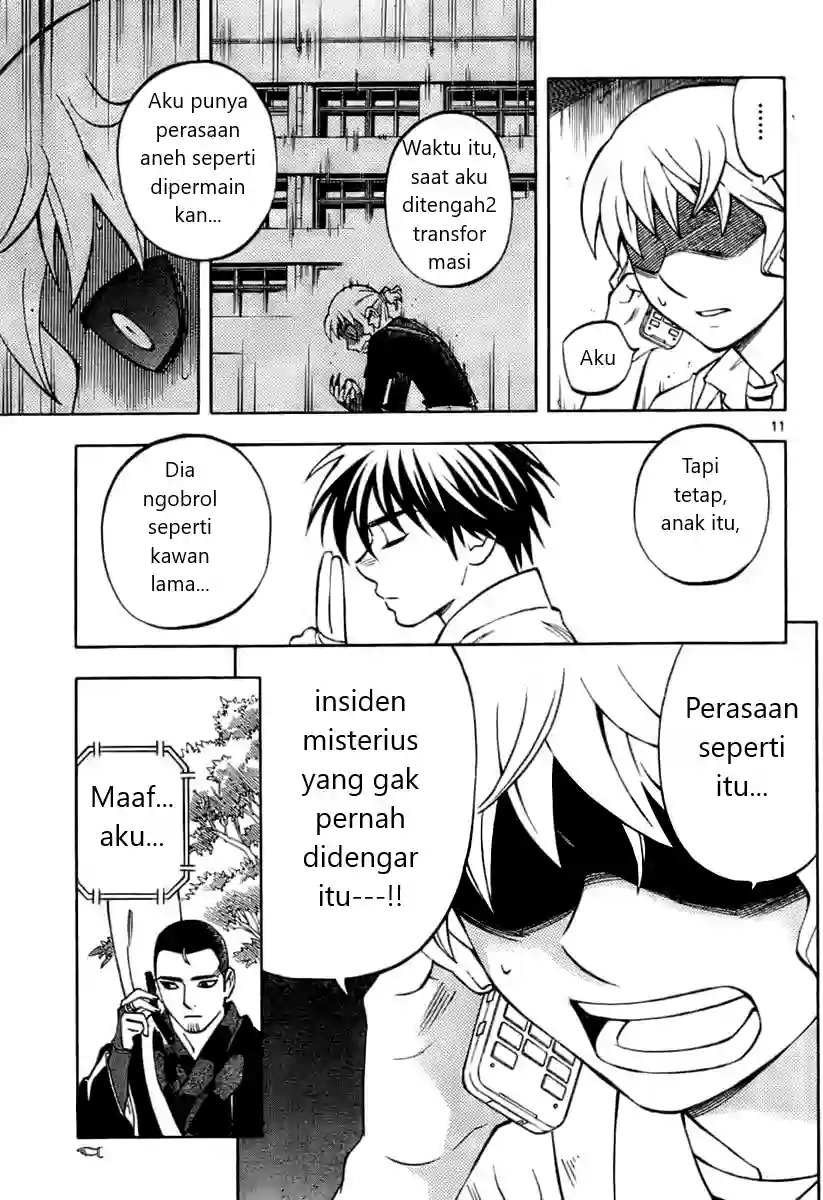 .......
Aku
Waktu itu,
saat aku
ditengah2
transfor
masi
Aku punya
perasaan
aneh seperti
dipermain
kan...
11
Tapi
tetap,
anak itu,
Dia
ngobrol
seperti
kawan
lama...
Perasaan
seperti
itu...
insiden
misterius
yang gak
pernah
didengar
itu---!!
Maaf...
aku...